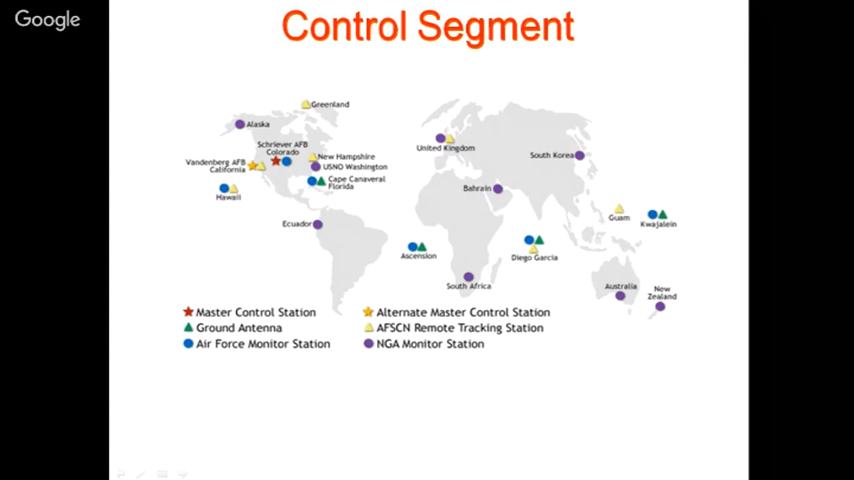 Google
Control Segment
Greenland
Alaska
Schriever AFB
Colorado
Vandenberg AFB
California
New Hampshire
USNO Washington
Cape Canaveral
Florida
Hawaii
Ecuador
United Kingdom
South Korea
Bahrain
Guam
Kwajalein
Ascension
Diego Garcia
South Africa
Australia
New
Zealand
Master Control Station
Alternate Master Control Station
Ground Antenna
AFSCN Remote Tracking Station
Air Force Monitor Station
NGA Monitor Station